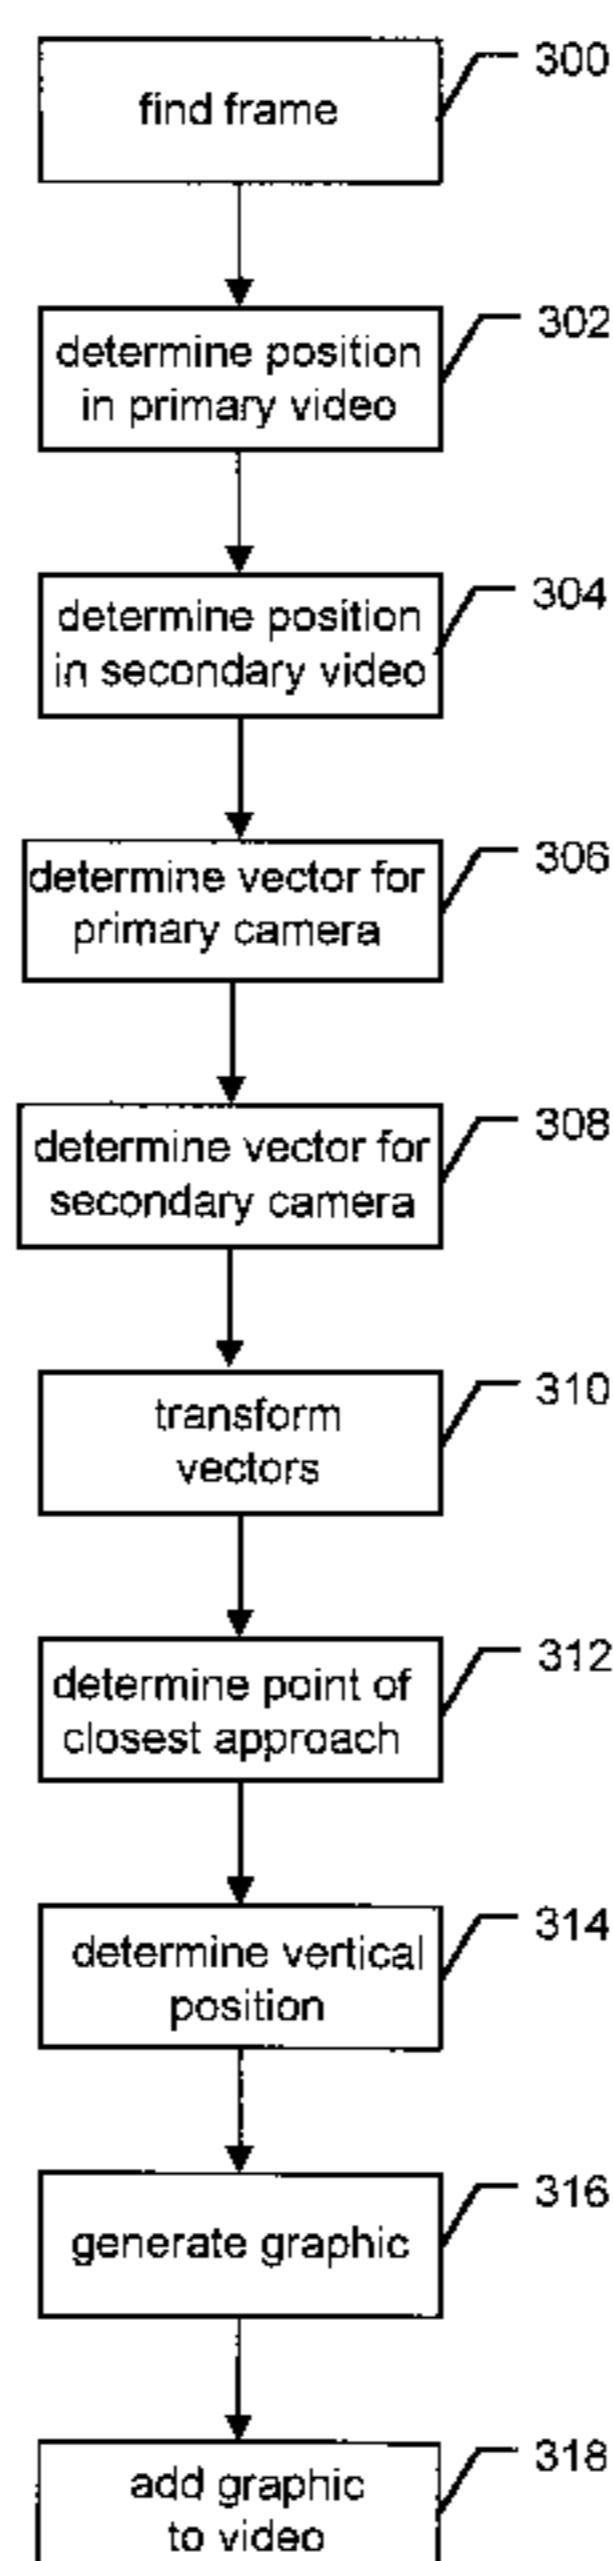 find frame
300
determine position
in primary video
302
determine position
in secondary video
304
determine vector for
primary camera
306
determine vector for
secondary camera
308
transform
vectors
310
determine point of
closest approach
312
determine vertical
position
314
generate graphic
316
add graphic
to video
318